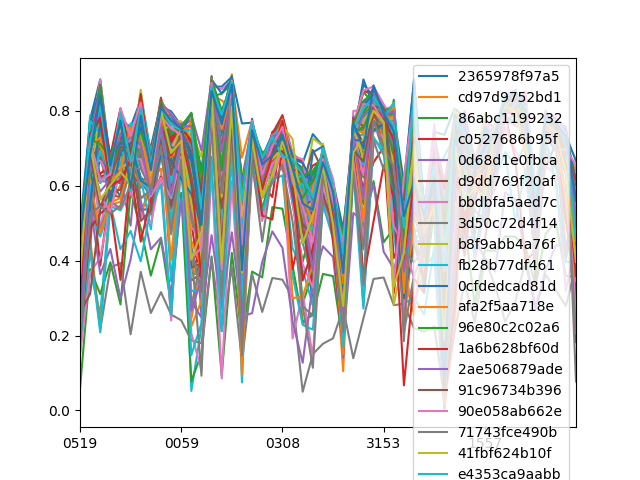 0.8
0.6
0.4
0.2
0.0
0519
0059
0308
3153
1557
2365978f97a5
cd97d9752bd1
86abc1199232
c0527686b95f
0d68d1e0fbca
d9dd769f20af
bbdbfa5aed7c
3d50c72d4f14
b8f9abb4a76f
fb28b77df461
0cfdedcad81d
afa2f5aa718e
96e80c2c02a6
1a6b628bf60d
2ae506879ade
91c96734b396
90e058ab662e
71743fce490b
41fbf624b10f
e4353ca9aabb